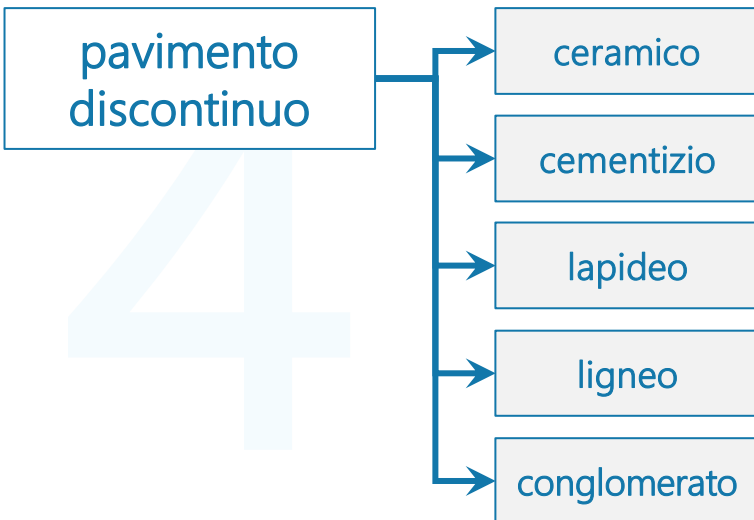 pavimento
discontinuo
4
ceramico
cementizio
lapideo
ligneo
conglomerato